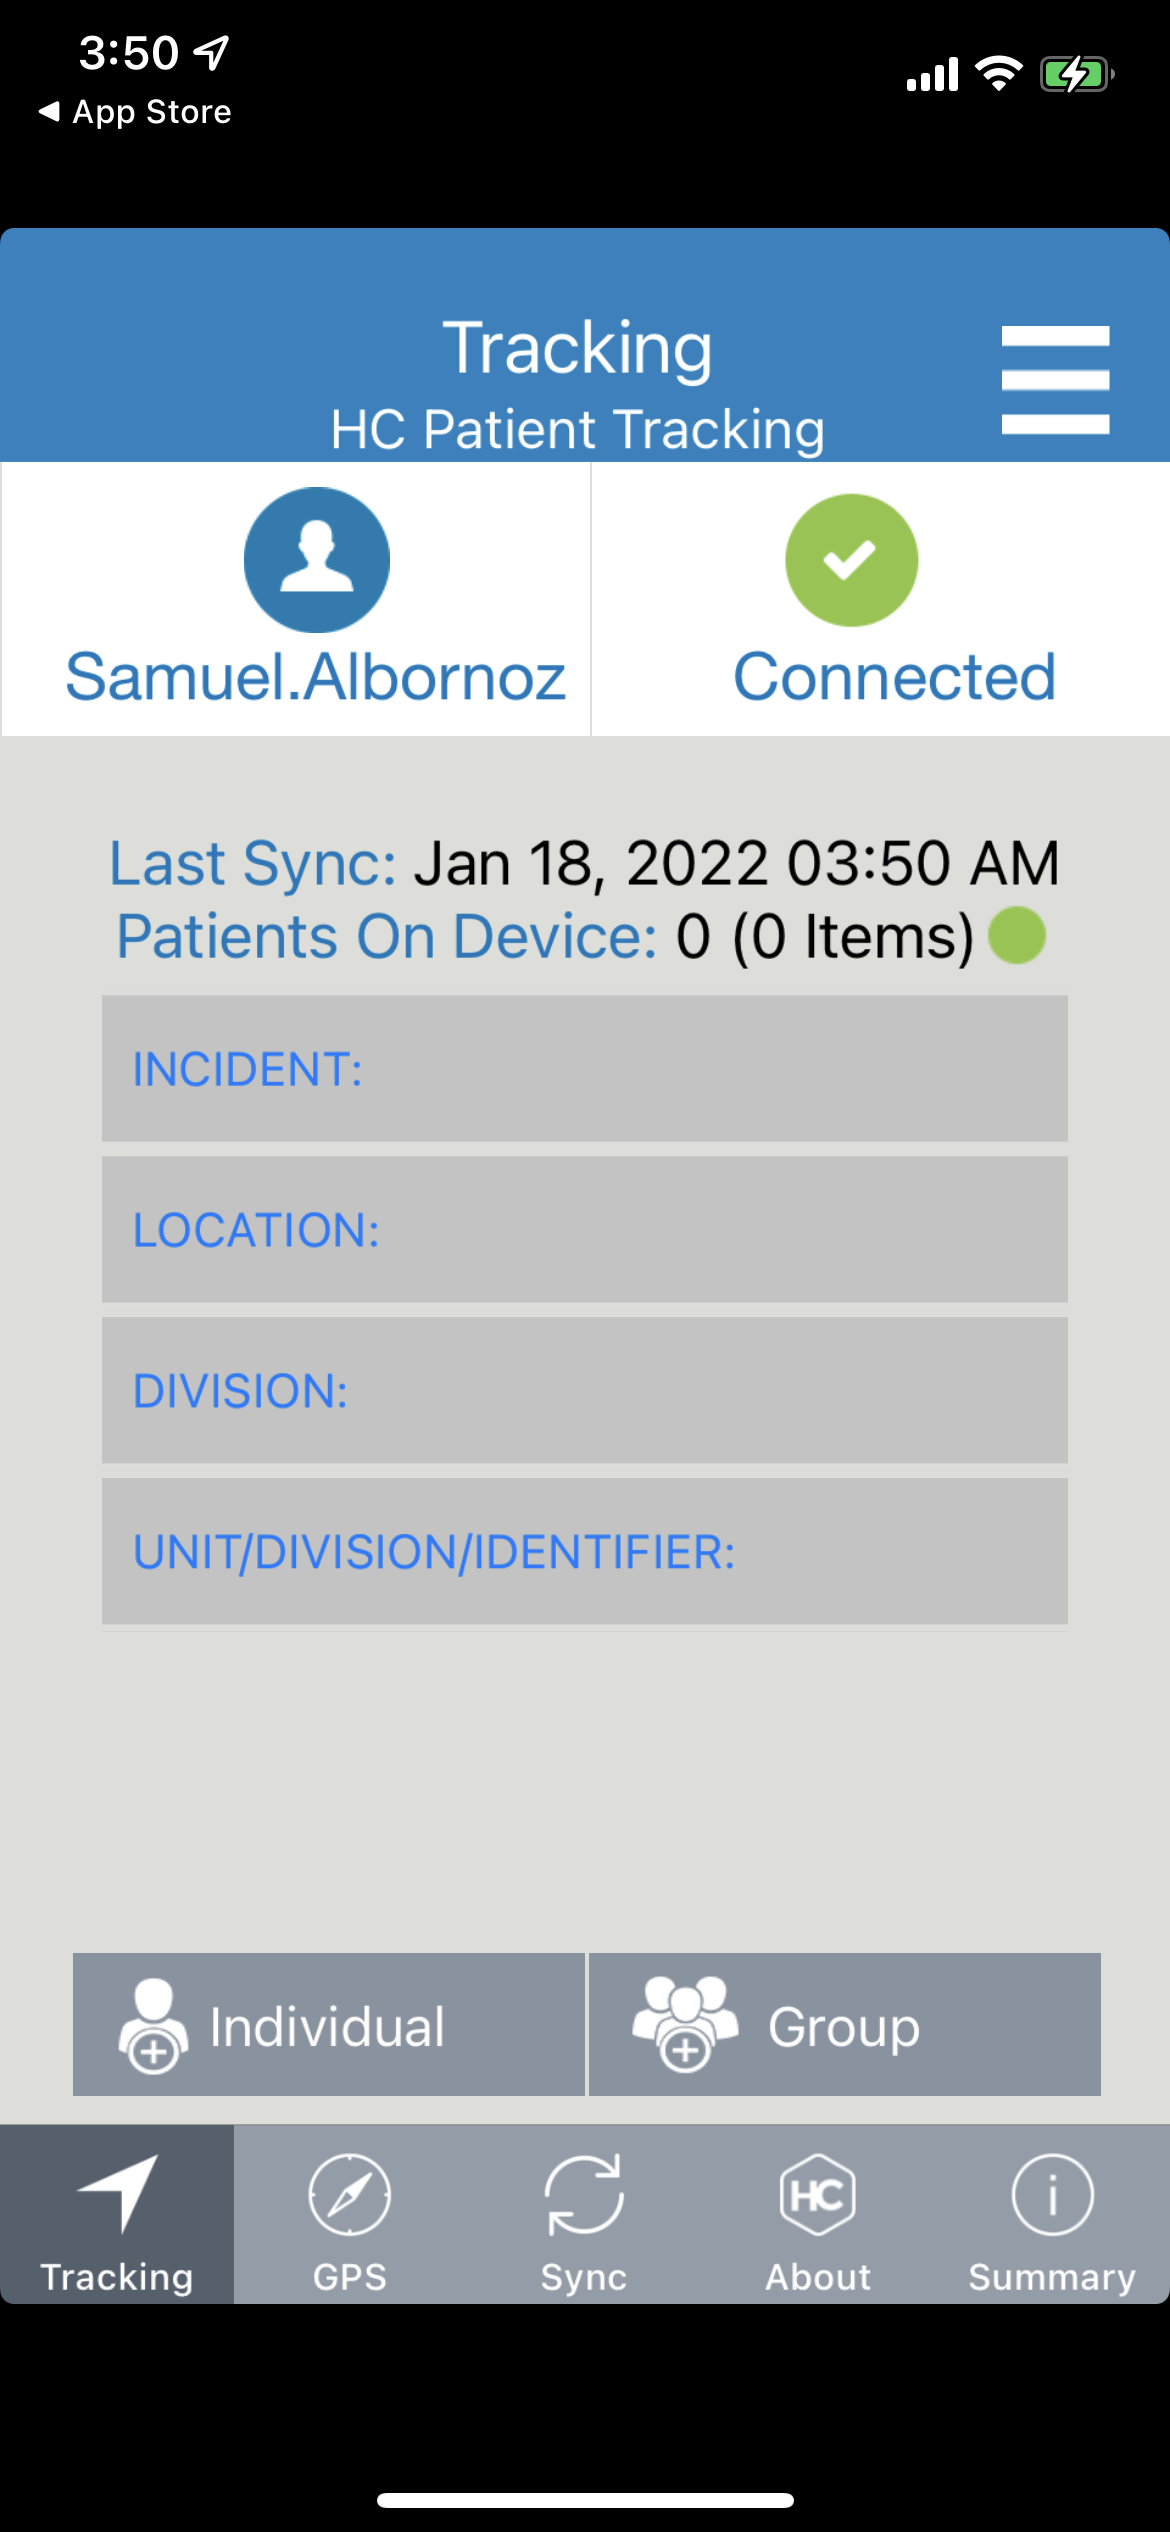 3:50
App Store
Tracking
HC Patient Tracking
Samuel.Albornoz
Connected
Last Sync: Jan 18, 2022 03:50 AM
Patients On Device: 0 (0 Items)
INCIDENT:
LOCATION:
DIVISION:
UNIT/DIVISION/IDENTIFIER:
Individual
Group
HC
Tracking
GPS
Sync
About
Summary